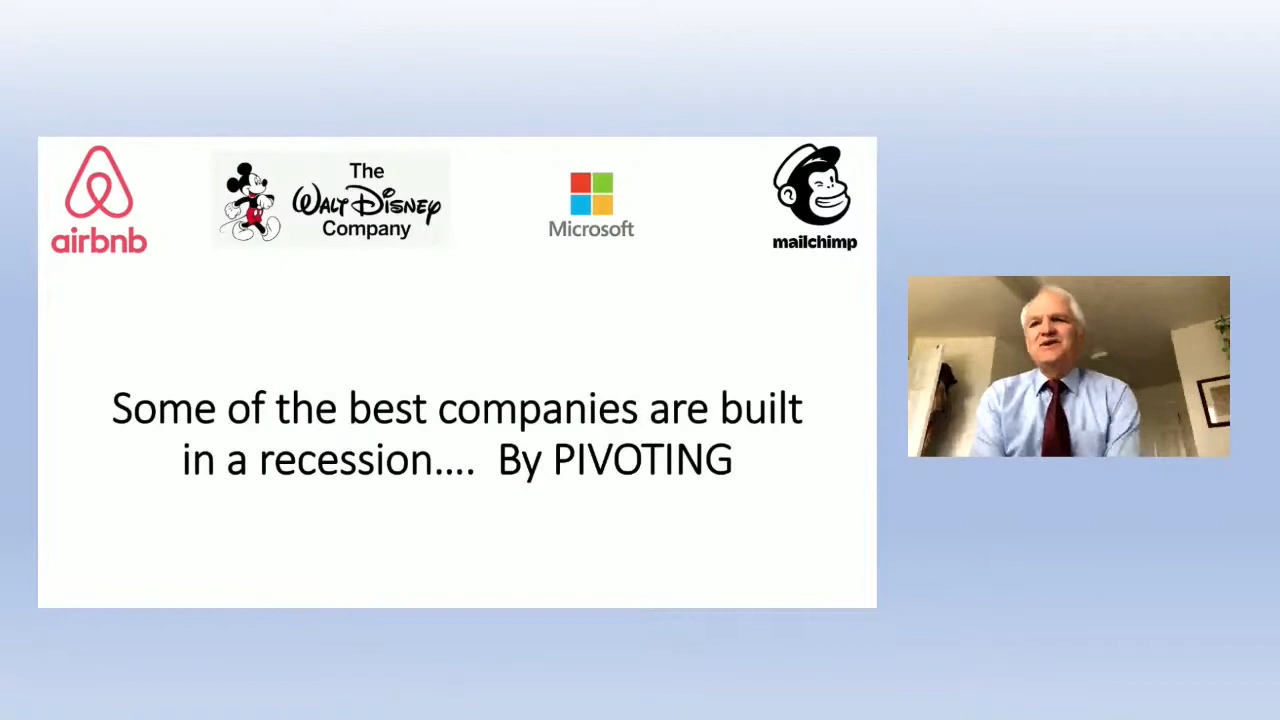 airbnb
The
WALT DISNEY
Company
Microsoft
mailchimp
Some of the best companies are built
in a recession.... By PIVOTING